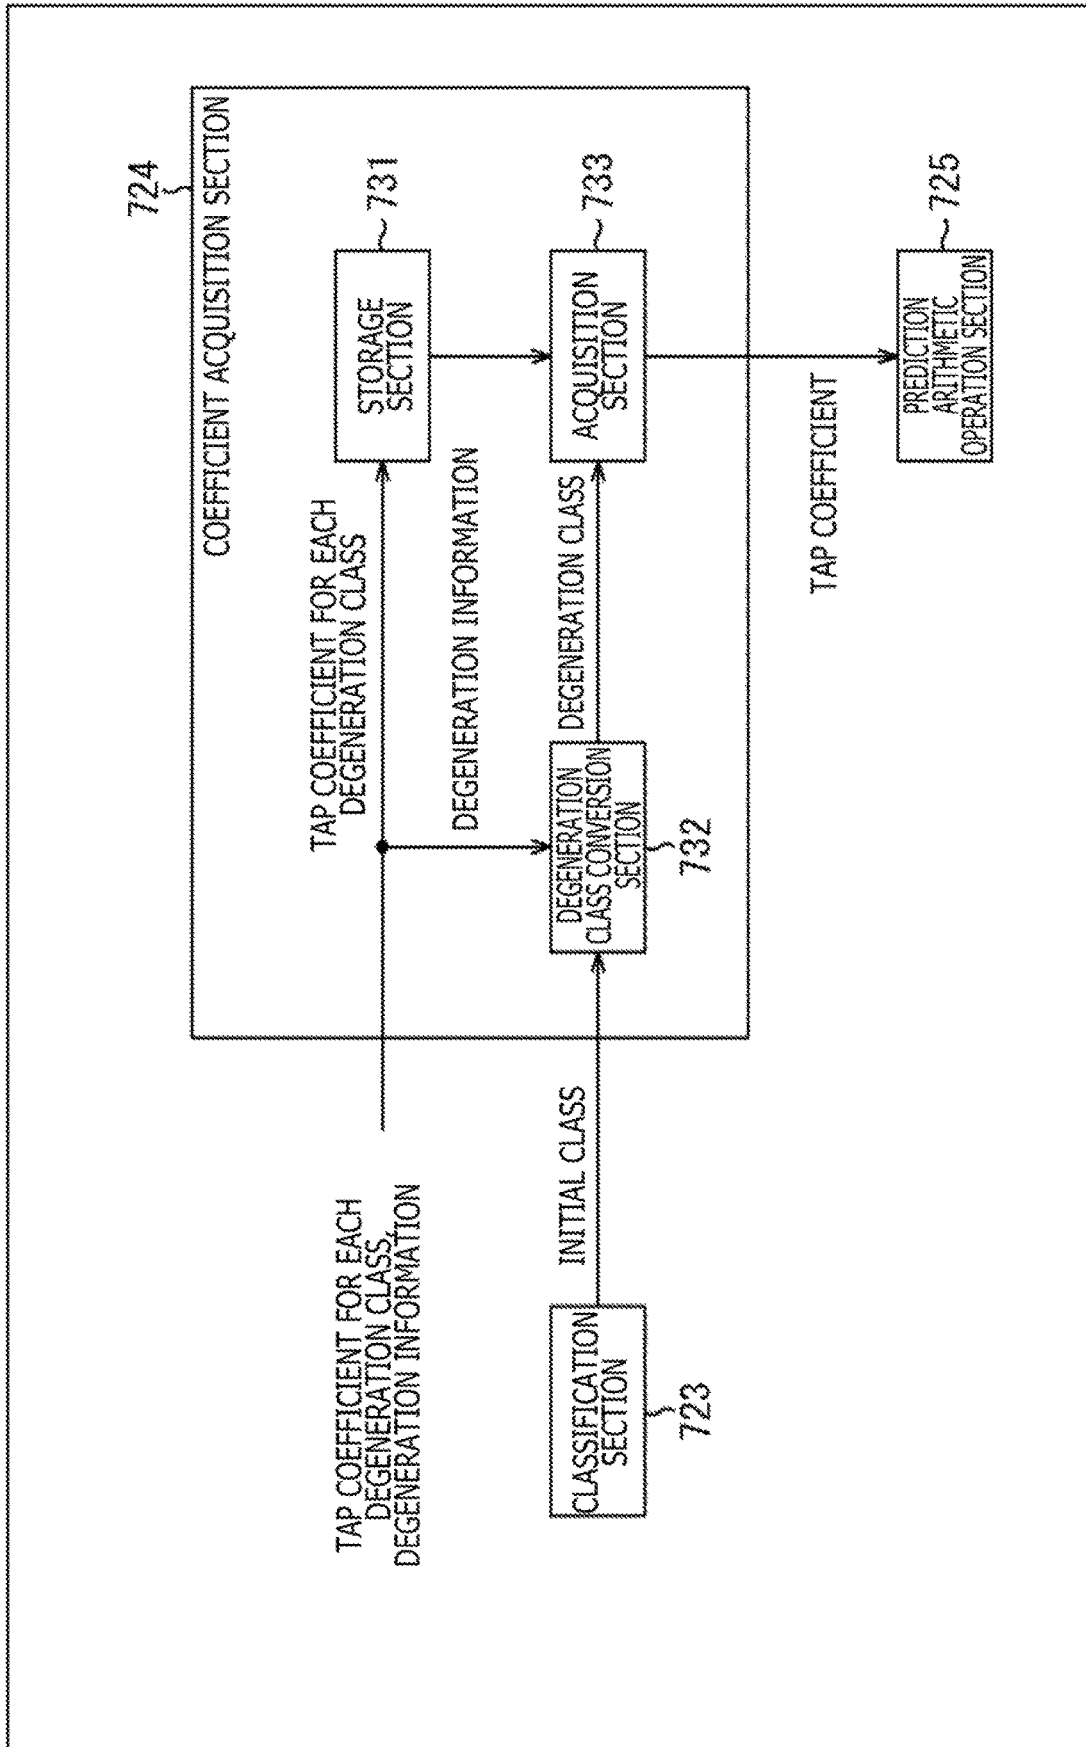 724
COEFFICIENT ACQUISITION SECTION
TAP COEFFICIENT FOR EACH
DEGENERATION CLASS,
DEGENERATION INFORMATION
TAP COEFFICIENT FOR EACH
DEGENERATION CLASS
STORAGE
SECTION
731
DEGENERATION INFORMATION
CLASSIFICATION
SECTION
723
INITIAL CLASS
DEGENERATION
CLASS CONVERSION
SECTION
732
DEGENERATION CLASS
ACQUISITION
SECTION
733
TAP COEFFICIENT
PREDICTION
ARITHMETIC
OPERATION SECTION
725